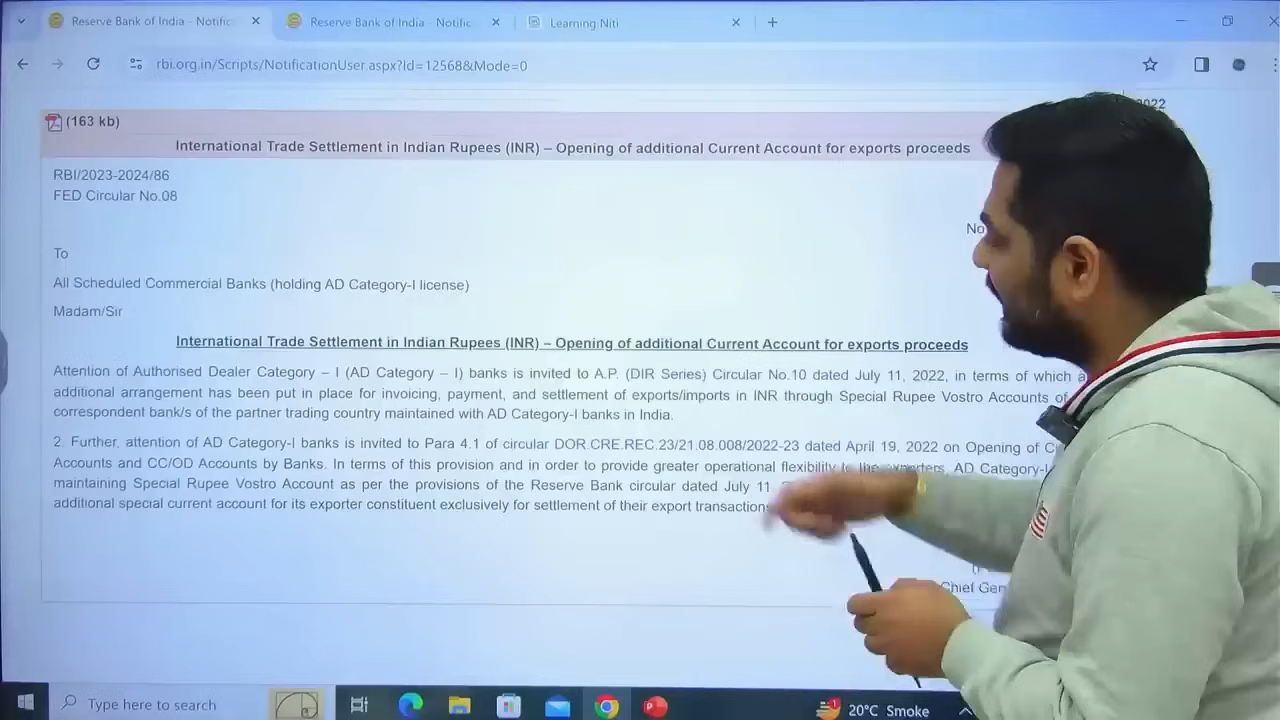 Reserve Bank of India - Notific
Reserve Bank of India - Notific
Learning Niti
rbi.org.in/Scripts/NotificationUser.aspx?Id=12568&Mode=0
2022
(163 kb)
International Trade Settlement in Indian Rupees (INR) – Opening of additional Current Account for exports proceeds
RBI/2023-2024/86
FED Circular No.08
No
To
All Scheduled Commercial Banks (holding AD Category-I license)
Madam/Sir
International Trade Settlement in Indian Rupees (INR) – Opening of additional Current Account for exports proceeds
Attention of Authorised Dealer Category – I (AD Category – I) banks is invited to A.P. (DIR Series) Circular No.10 dated July 11, 2022, in terms of which a
additional arrangement has been put in place for invoicing, payment, and settlement of exports/imports in INR through Special Rupee Vostro Accounts of
correspondent bank/s of the partner trading country maintained with AD Category-I banks in India.
2. Further, attention of AD Category-I banks is invited to Para 4.1 of circular DOR.CRE.REC.23/21.08.008/2022-23 dated April 19, 2022 on Opening of C
Accounts and CC/OD Accounts by Banks. In terms of this provision and in order to provide greater operational flexibility to the exporters, AD Category-I
maintaining Special Rupee Vostro Account as per the provisions of the Reserve Bank circular dated July 11
additional special current account for its exporter constituent exclusively for settlement of their export transactions
Chief Gen
Type here to search
20°C Smoke